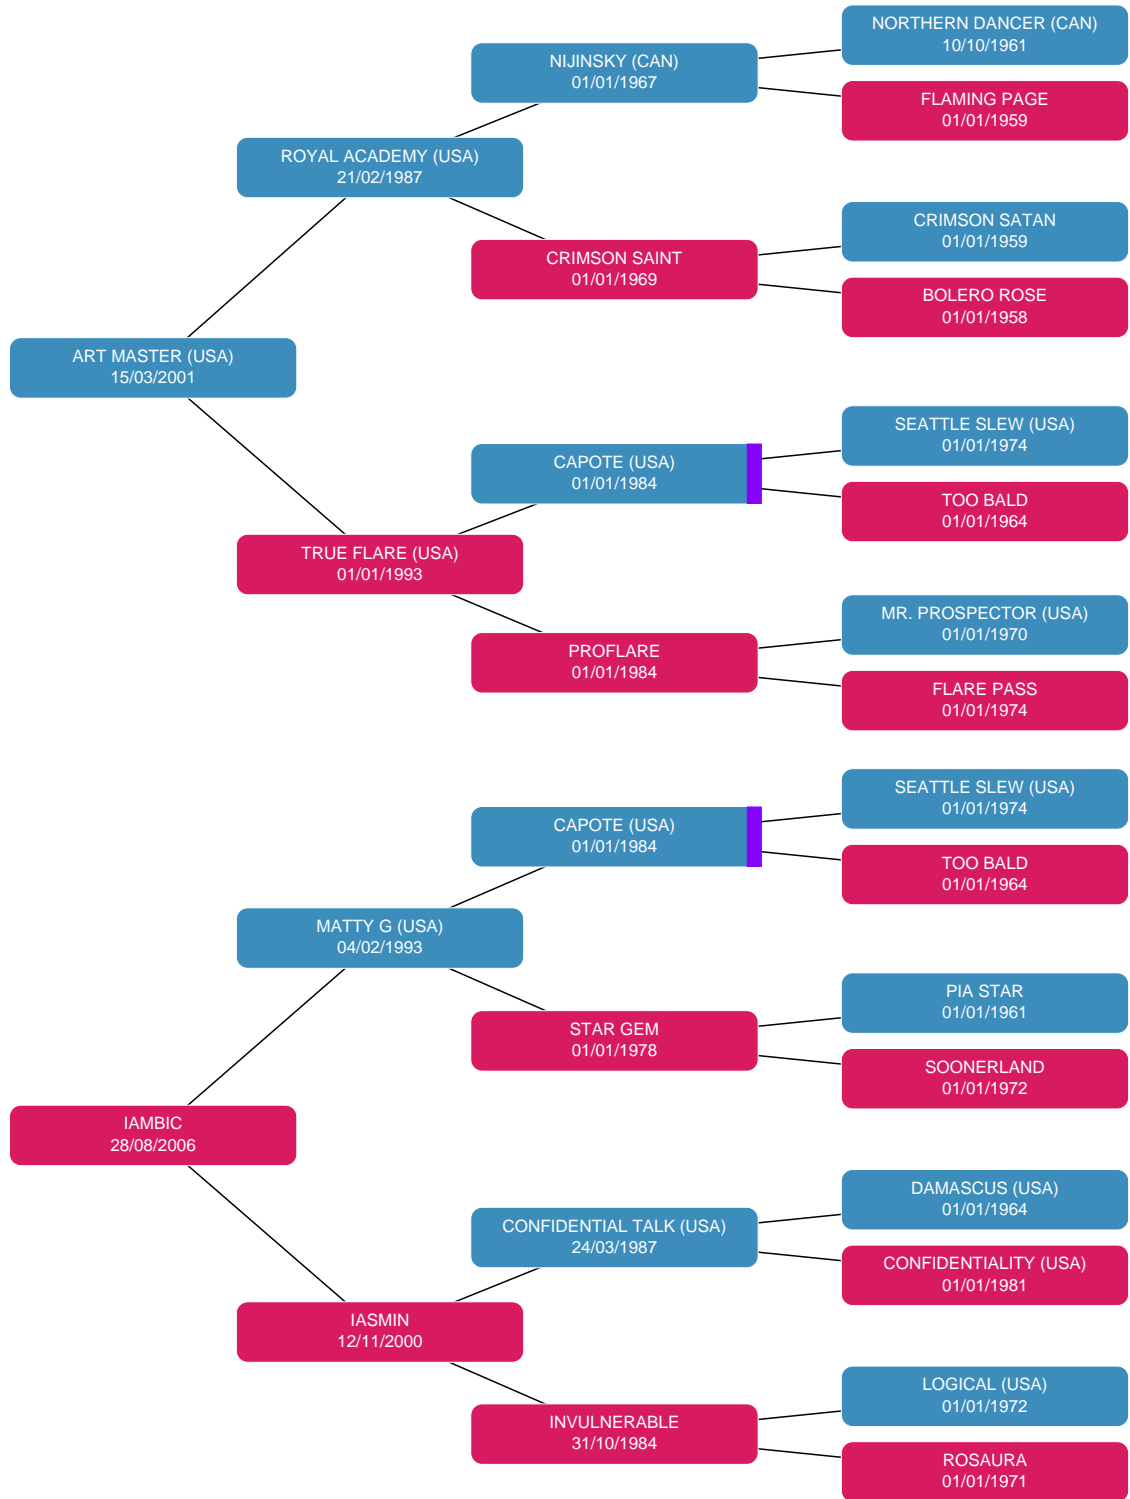 NORTHERN DANCER (CAN)
10/10/1961
NIJINSKY (CAN)
01/01/1967
FLAMING PAGE
01/01/1959
ROYAL ACADEMY (USA)
21/02/1987
CRIMSON SATAN
01/01/1959
CRIMSON SAINT
01/01/1969
BOLERO ROSE
01/01/1958
ART MASTER (USA)
15/03/2001
SEATTLE SLEW (USA)
01/01/1974
CAPOTE (USA)
01/01/1984
TOO BALD
01/01/1964
TRUE FLARE (USA)
01/01/1993
MR. PROSPECTOR (USA)
01/01/1970
PROFLARE
01/01/1984
FLARE PASS
01/01/1974
SEATTLE SLEW (USA)
01/01/1974
CAPOTE (USA)
01/01/1984
TOO BALD
01/01/1964
MATTY G (USA)
04/02/1993
PIA STAR
01/01/1961
STAR GEM
01/01/1978
SOONERLAND
01/01/1972
IAMBIC
28/08/2006
DAMASCUS (USA)
01/01/1964
CONFIDENTIAL TALK (USA)
24/03/1987
CONFIDENTIALITY (USA)
01/01/1981
IASMIN
12/11/2000
LOGICAL (USA)
01/01/1972
INVULNERABLE
31/10/1984
ROSAURA
01/01/1971